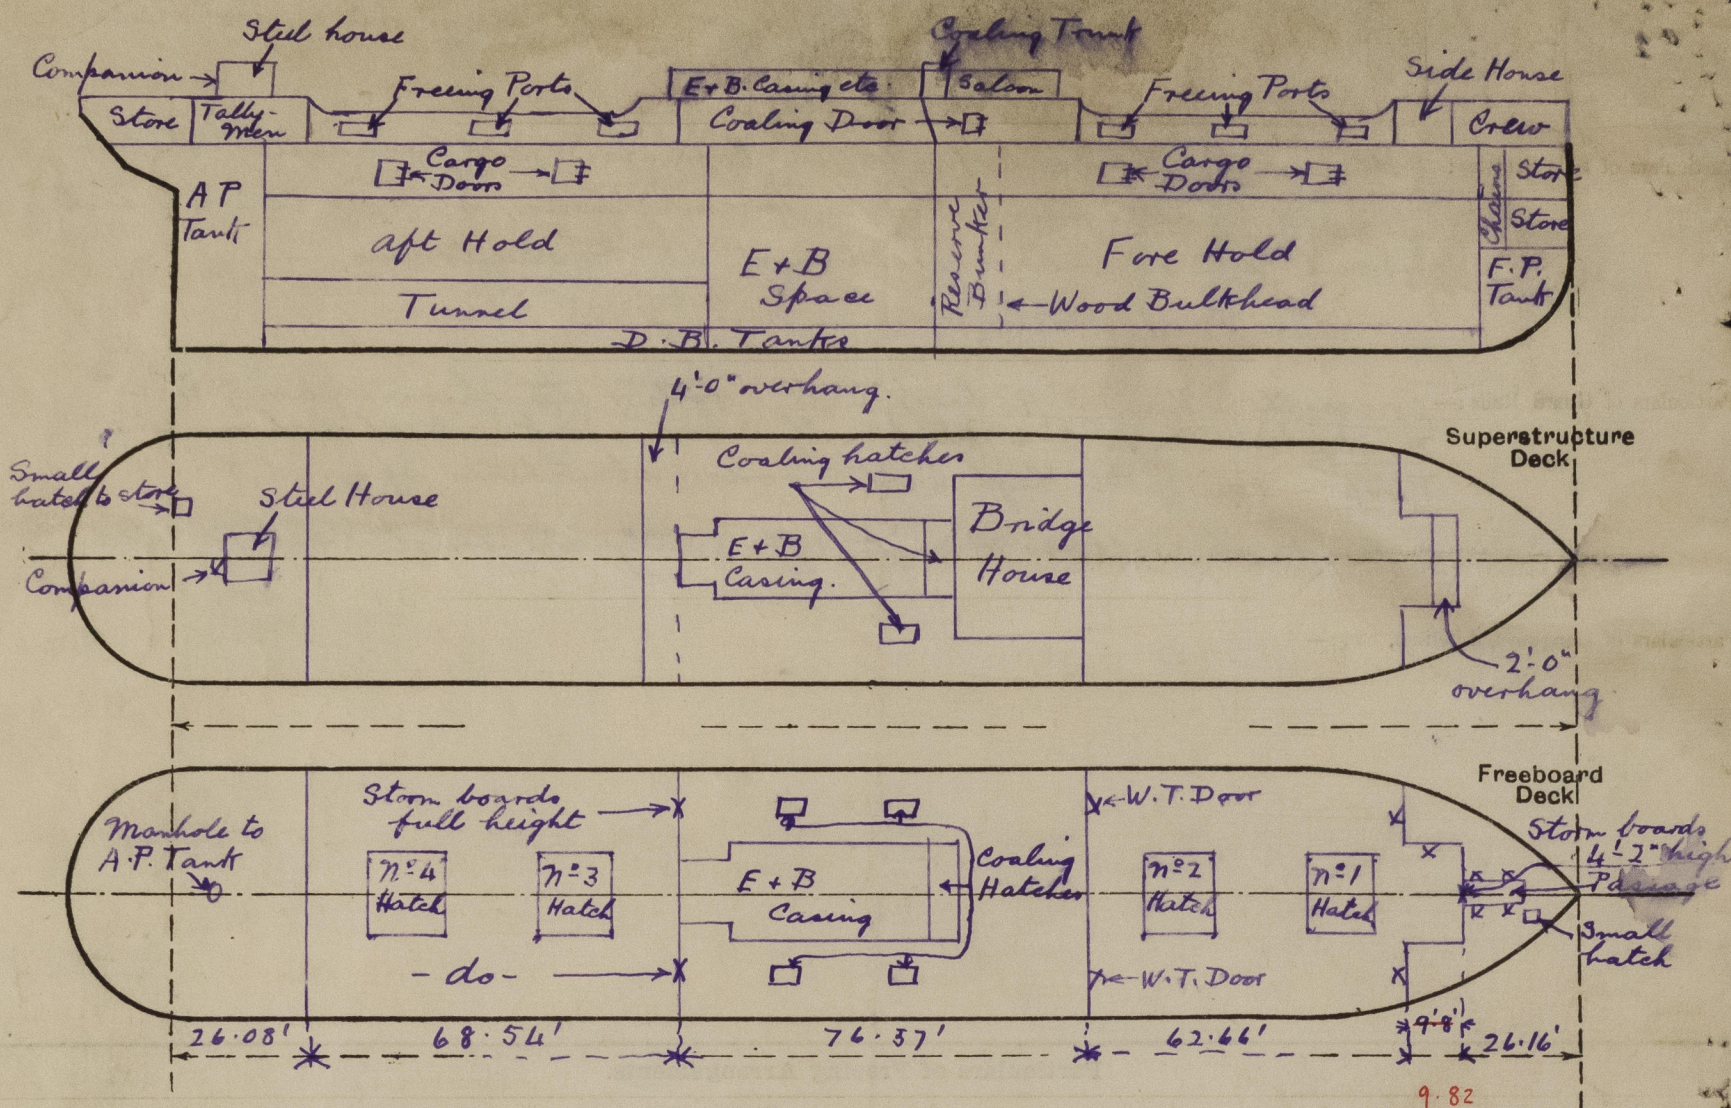 Steel house
Coaling Trunk
Companion
Freeing Ports
E+B. Casing etc.
Saloon
Freeing Ports
Side House
Store
Tally-
men
Coaling Door
Crew
Cargo
Doors
Cargo
Doors
Chains
Store
Store
A P
Tank
Aft Hold
E+B
Space
Reserve
Bunker
Fore Hold
Wood Bulkhead
F.P.
Tank
Tunnel
D.B. Tanks
4'-0" overhang.
Superstructure
Deck
Small
hatch to store
Steel House
Companion
Coaling hatches
E+B
Casing.
Bridge
House
2'-0"
overhang
Freeboard
Deck
Storm boards
full height
W.T. Door
Manhole to
A.P. Tank
Storm boards
4'-2" high
Passage
No 4
Hatch
No 3
Hatch
E+B
Casing
Coaling
Hatches
No 2
Hatch
No 1
Hatch
Small
hatch
- do -
W.T. Door
26.08'
68.54'
76.37'
62.66'
9'8'
26.16'
9.82